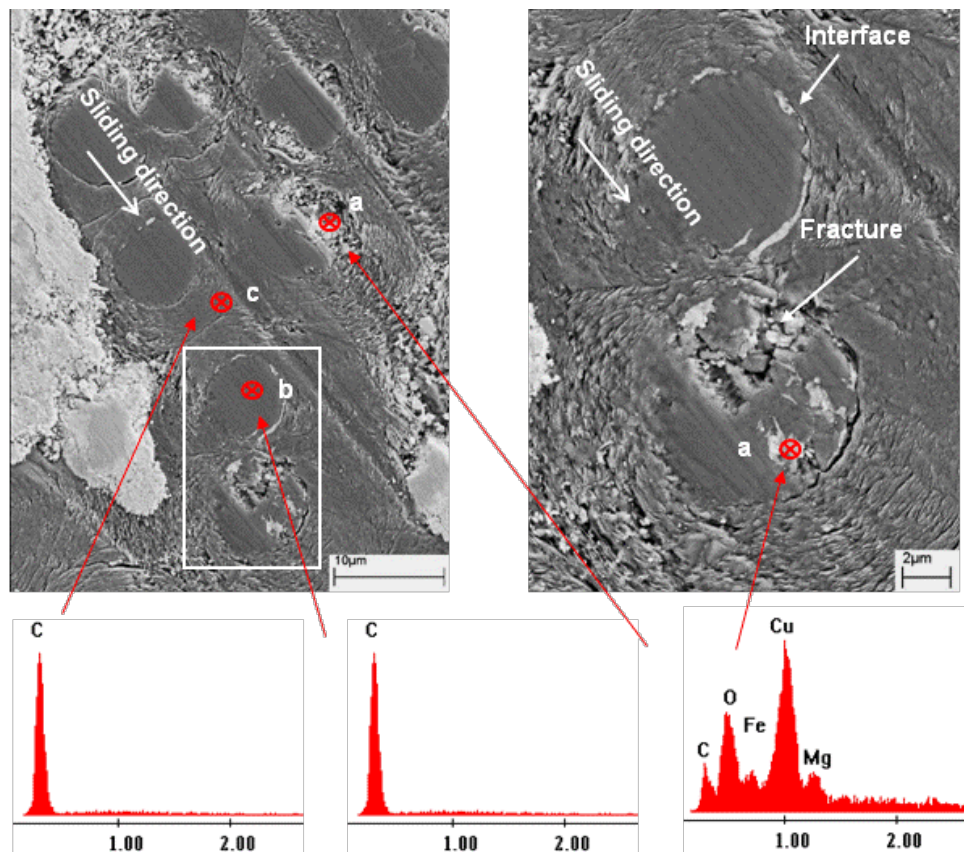 Sliding direction
a
c
b
10µm
Interface
Sliding direction
Fracture
a
2µm
C
1.00 2.00
C
1.00 2.00
Cu
O
Fe
C
Mg
1.00 2.00